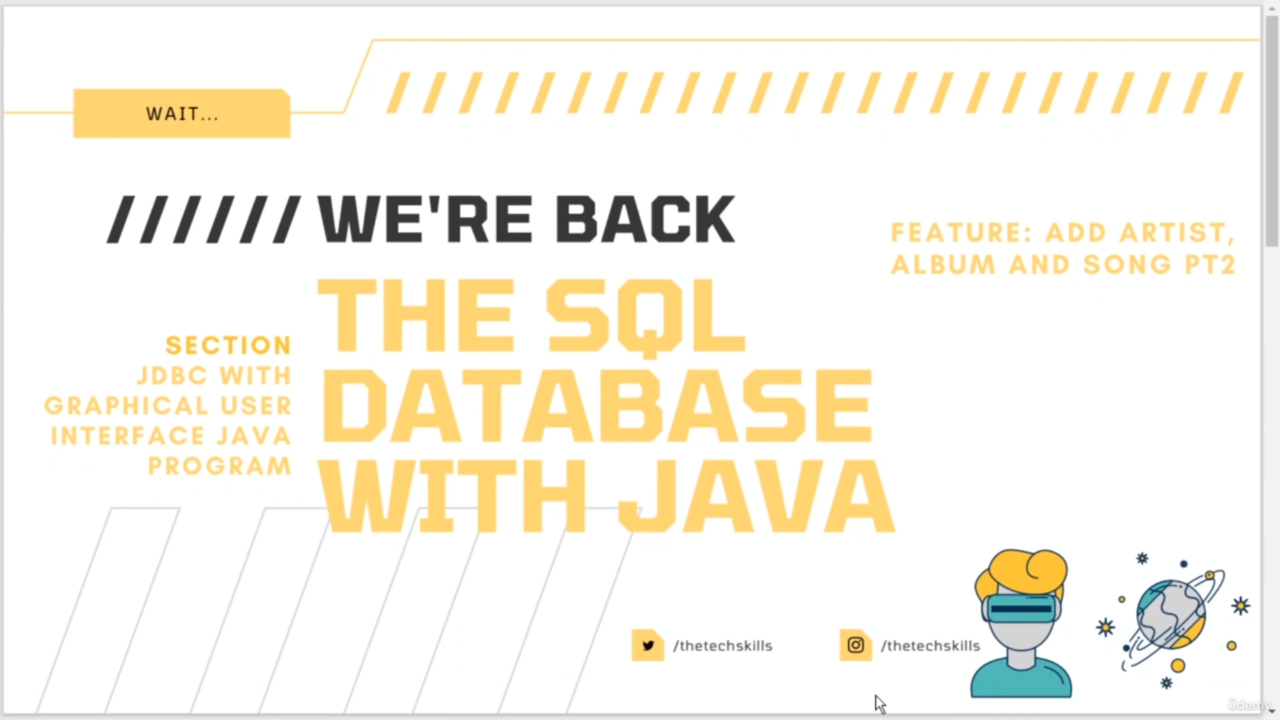 WAIT...
////// WE'RE BACK
FEATURE: ADD ARTIST,
ALBUM AND SONG PT2
THE SQL
DATABASE
WITH JAVA
SECTION
JDBC WITH
GRAPHICAL USER
INTERFACE JAVA
PROGRAM
/thetechskills
/thetechskills
Udemy